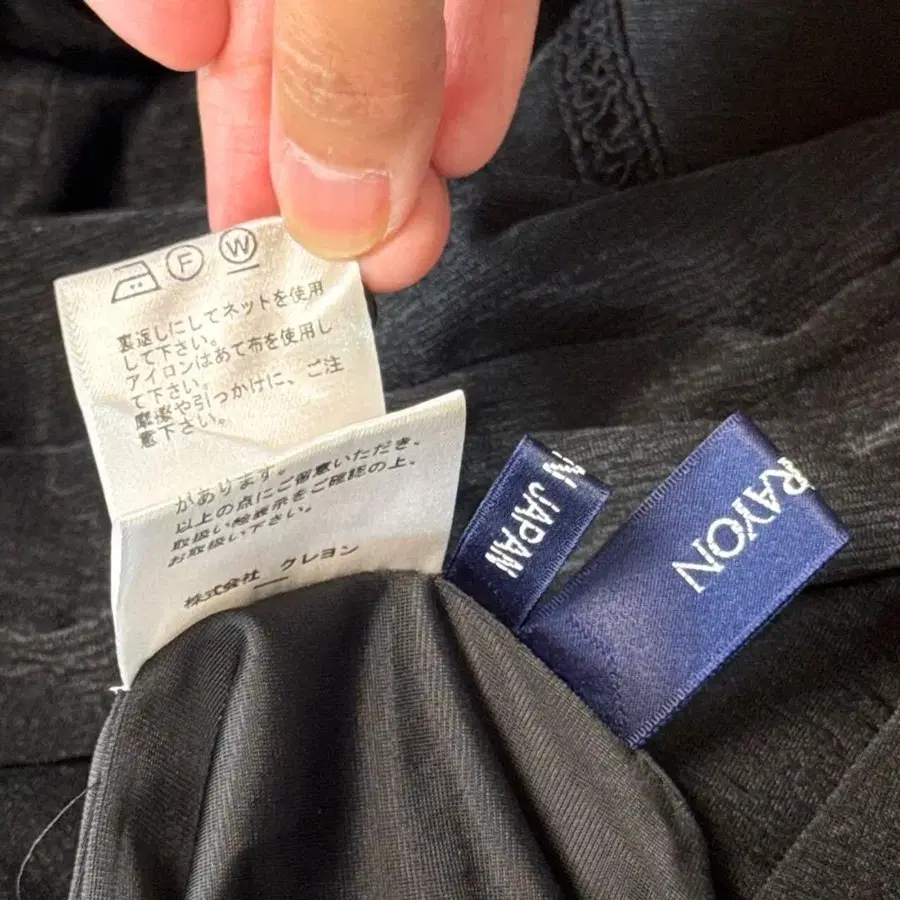 F W
裏返しにしてネットを使用
して下さい。
アイロンはあて布を使用し
て下さい。
摩擦や引つかけに、ご注
意下さい。
があります。
以上の点にご留意いただき、
取扱い絵表示をご確認の上、
お取扱い下さい。
株式会社 クレヨン
N JAPAN
RAYON